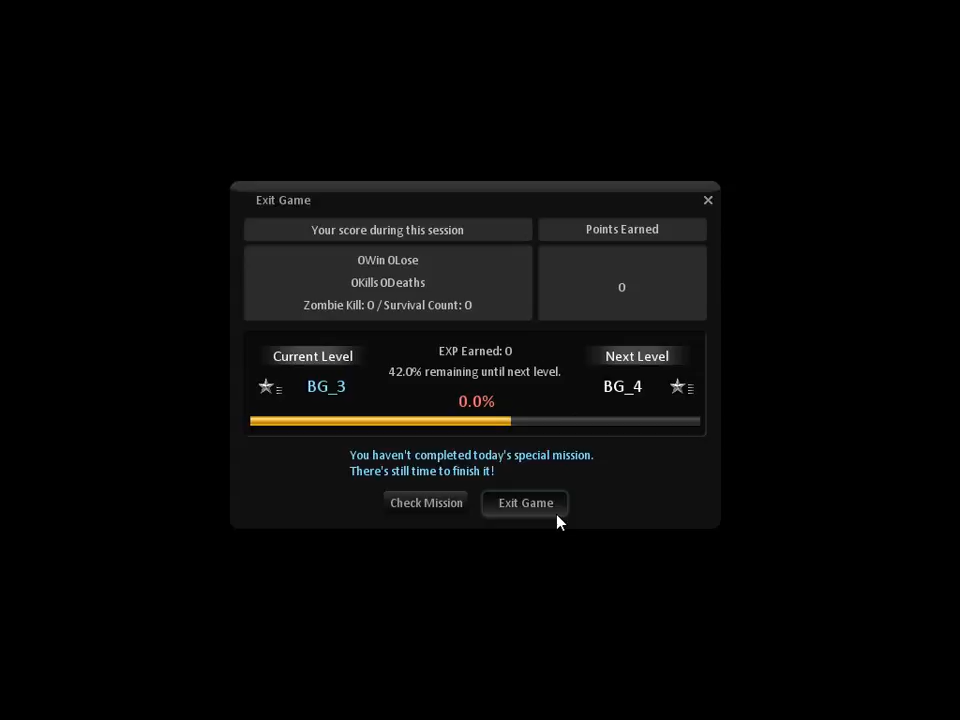 Exit Game
Your score during this session
Points Earned
0Win 0Lose
0Kills 0Deaths
Zombie Kill: 0 / Survival Count: 0
0
Current Level
EXP Earned: 0
Next Level
42.0% remaining until next level.
BG_3
BG_4
0.0%
You haven't completed today's special mission.
There's still time to finish it!
Check Mission
Exit Game